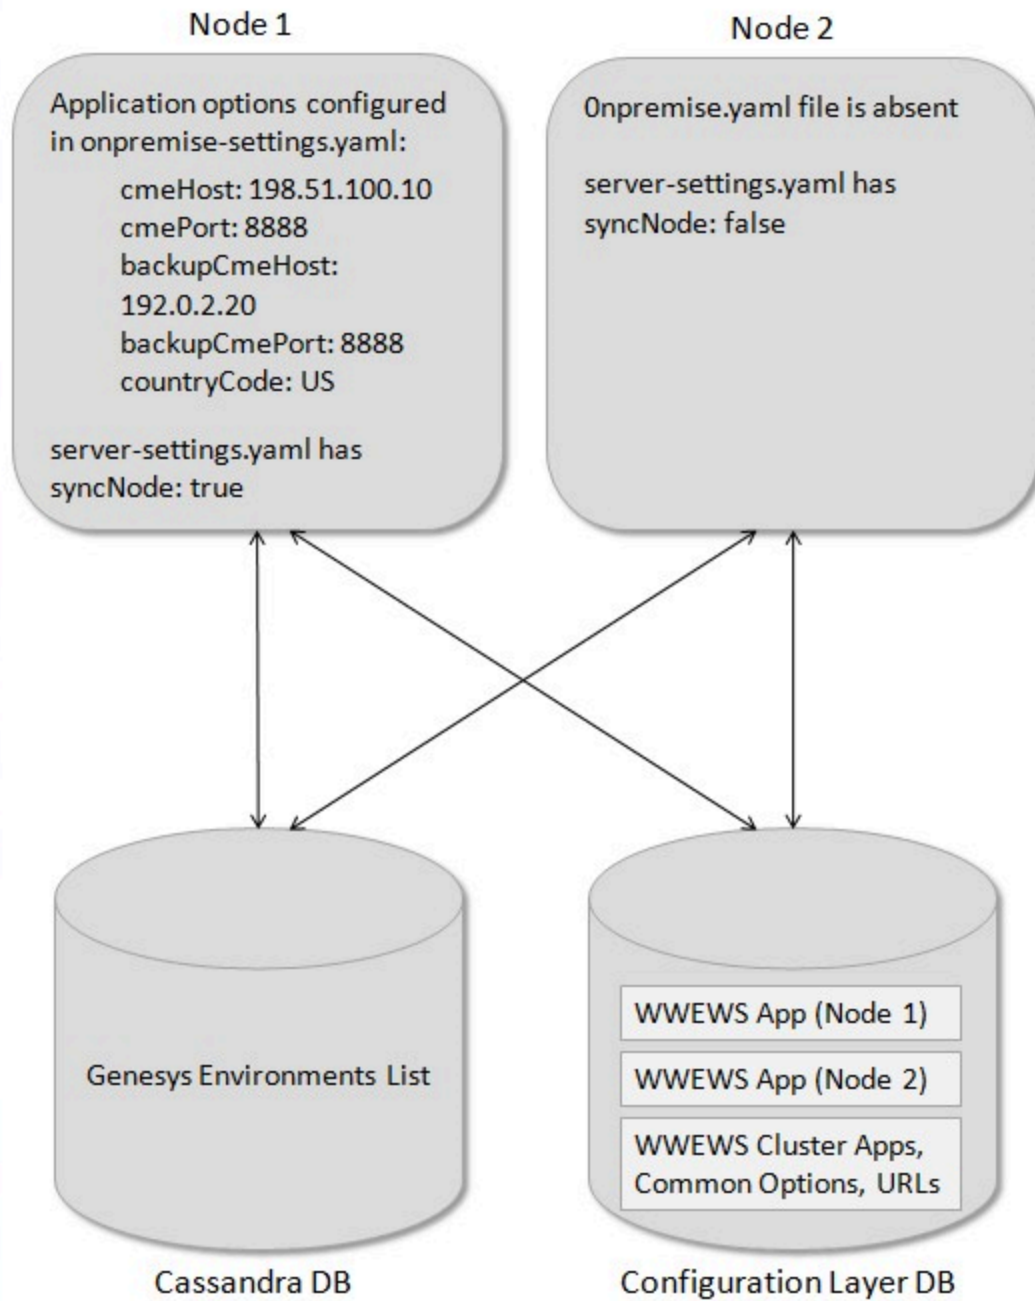 Node 1
Application options configured
in onpremise-settings.yaml:
cmeHost: 198.51.100.10
cmePort: 8888
backupCmeHost:
192.0.2.20
backupCmePort: 8888
countryCode: US
server-settings.yaml has
syncNode: true
Node 2
0npremise.yaml file is absent
server-settings.yaml has
syncNode: false
Genesys Environments List
Cassandra DB
WWEWS App (Node 1)
WWEWS App (Node 2)
WWEWS Cluster Apps,
Common Options, URLs
Configuration Layer DB